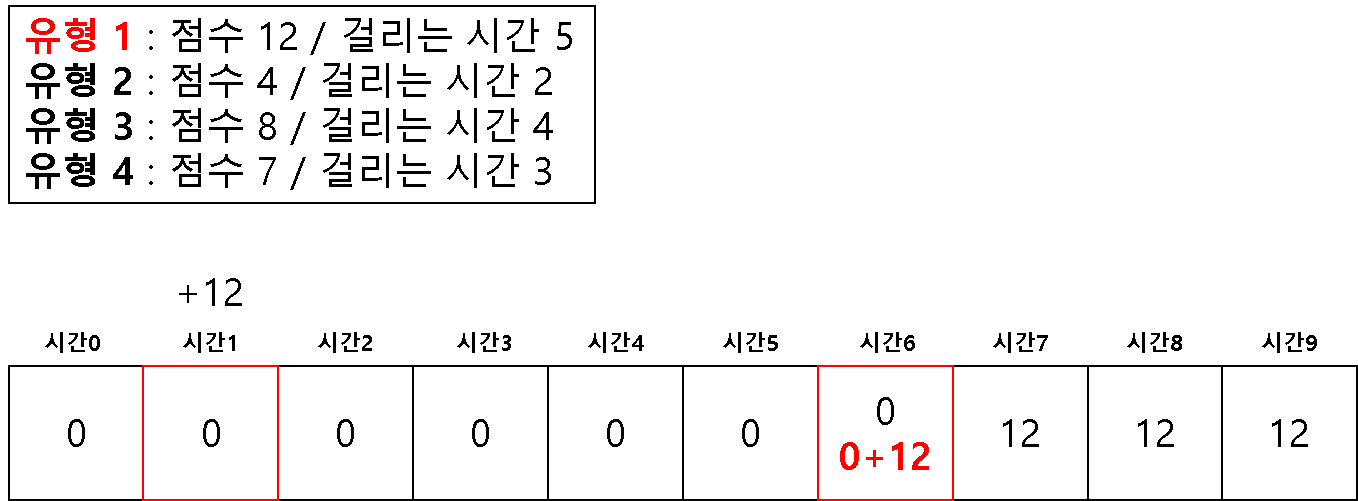 유형 1 : 점수 12 / 걸리는 시간 5
유형 2 : 점수 4 / 걸리는 시간 2
유형 3 : 점수 8 / 걸리는 시간 4
유형 4 : 점수 7 / 걸리는 시간 3
+12
시간0 시간1 시간2 시간3 시간4 시간5 시간6 시간7 시간8 시간9
0 0 0 0 0 0 0 12 12 12
0+12